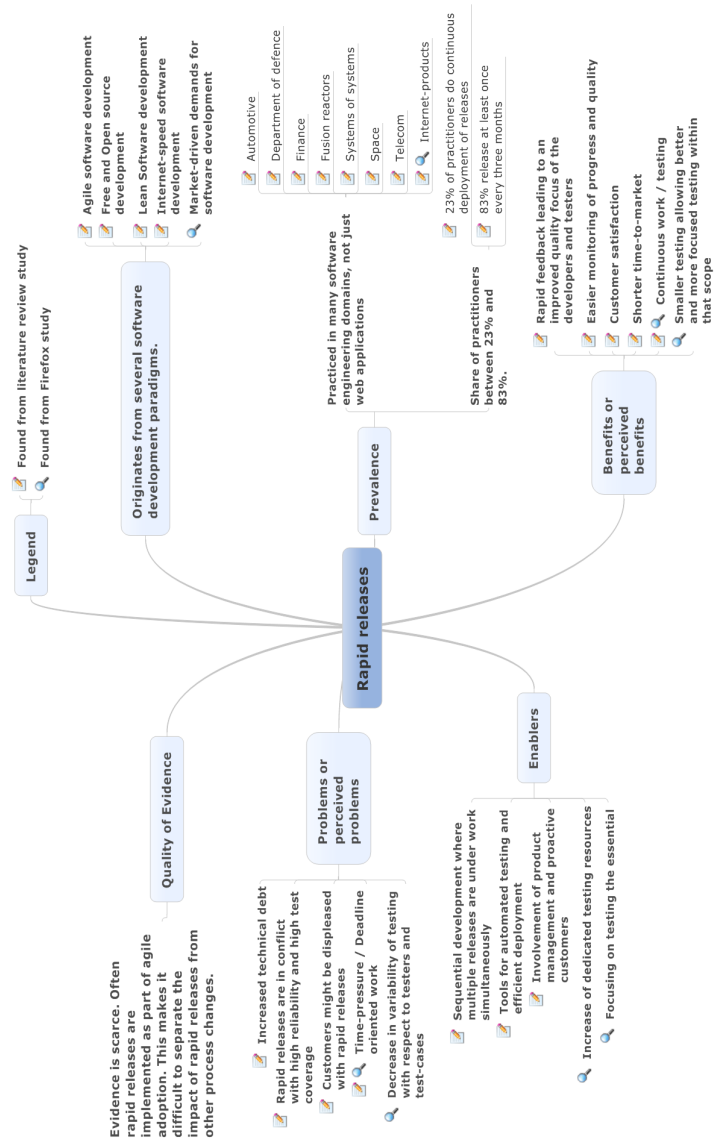 Legend
Found from literature review study
Found from Firefox study
Originates from several software
development paradigms.
Agile software development
Free and Open source
development
Lean Software development
Internet-speed software
development
Market-driven demands for
software development
Rapid releases
Prevalence
Practiced in many software
engineering domains, not just
web applications
Automotive
Department of defence
Finance
Fusion reactors
Systems of systems
Space
Telecom
Internet-products
Share of practitioners
between 23% and
83%.
23% of practitioners do continuous
deployment of releases
83% release at least once
every three months
Benefits or
perceived
benefits
Rapid feedback leading to an
improved quality focus of the
developers and testers
Easier monitoring of progress and quality
Customer satisfaction
Shorter time-to-market
Continuous work / testing
Smaller testing allowing better
and more focused testing within
that scope
Quality of Evidence
Evidence is scarce. Often
rapid releases are
implemented as part of agile
adoption. This makes it
difficult to separate the
impact of rapid releases from
other process changes.
Problems or
perceived
problems
Increased technical debt
Rapid releases are in conflict
with high reliability and high test
coverage
Customers might be displeased
with rapid releases
Time-pressure / Deadline
oriented work
Decrease in variability of testing
with respect to testers and
test-cases
Enablers
Sequential development where
multiple releases are under work
simultaneously
Tools for automated testing and
efficient deployment
Involvement of product
management and proactive
customers
Increase of dedicated testing resources
Focusing on testing the essential